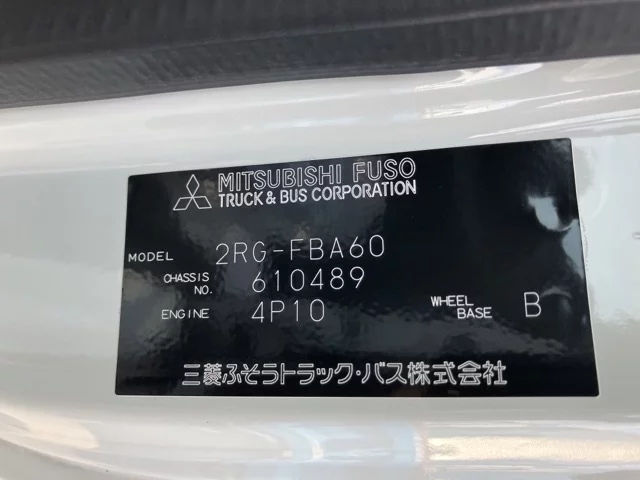 MITSUBISHI FUSO
TRUCK & BUS CORPORATION
MODEL 2RG-FBA60
CHASSIS NO. 610489
ENGINE 4P10 WHEEL BASE B
三菱ふそうトラック・バス株式会社